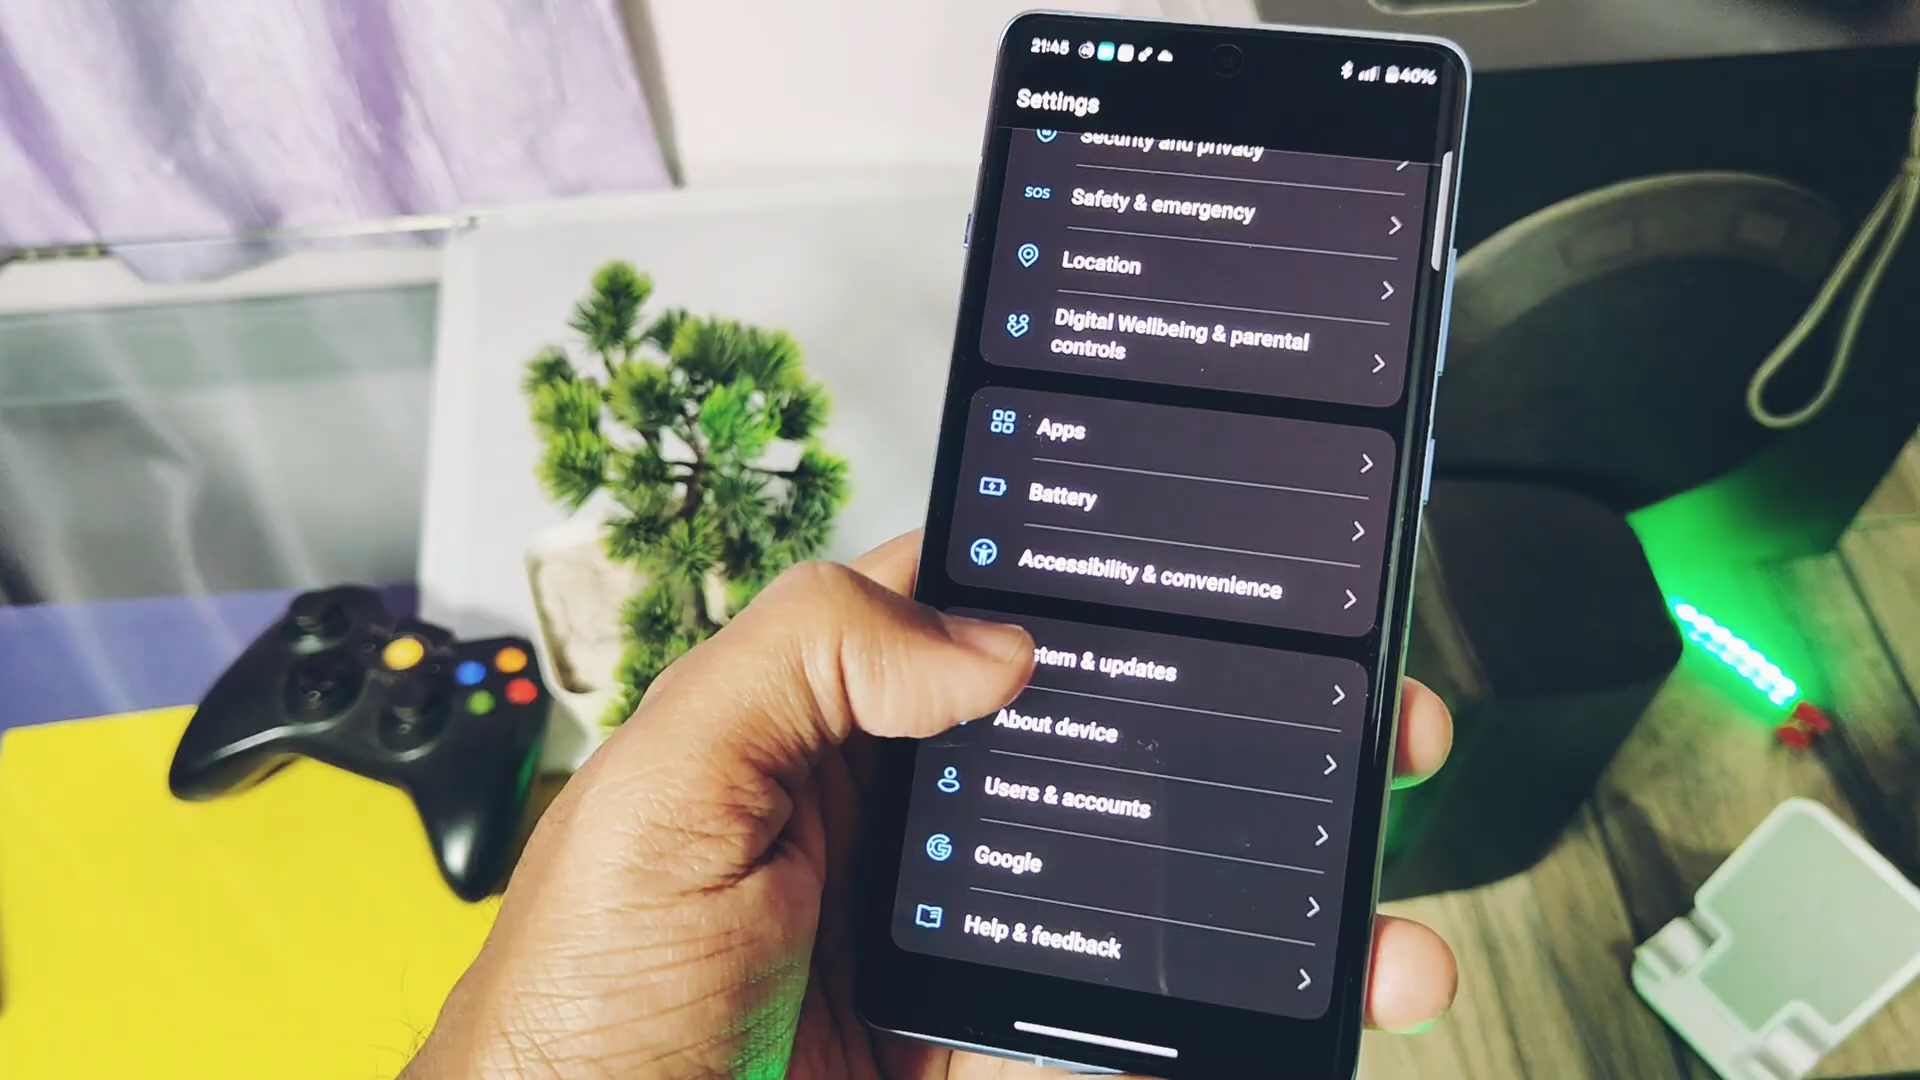 21:45
40%
Settings
Security and privacy
SOS
Safety & emergency
Location
Digital Wellbeing & parental
controls
Apps
Battery
Accessibility & convenience
stem & updates
About device
Users & accounts
Google
Help & feedback